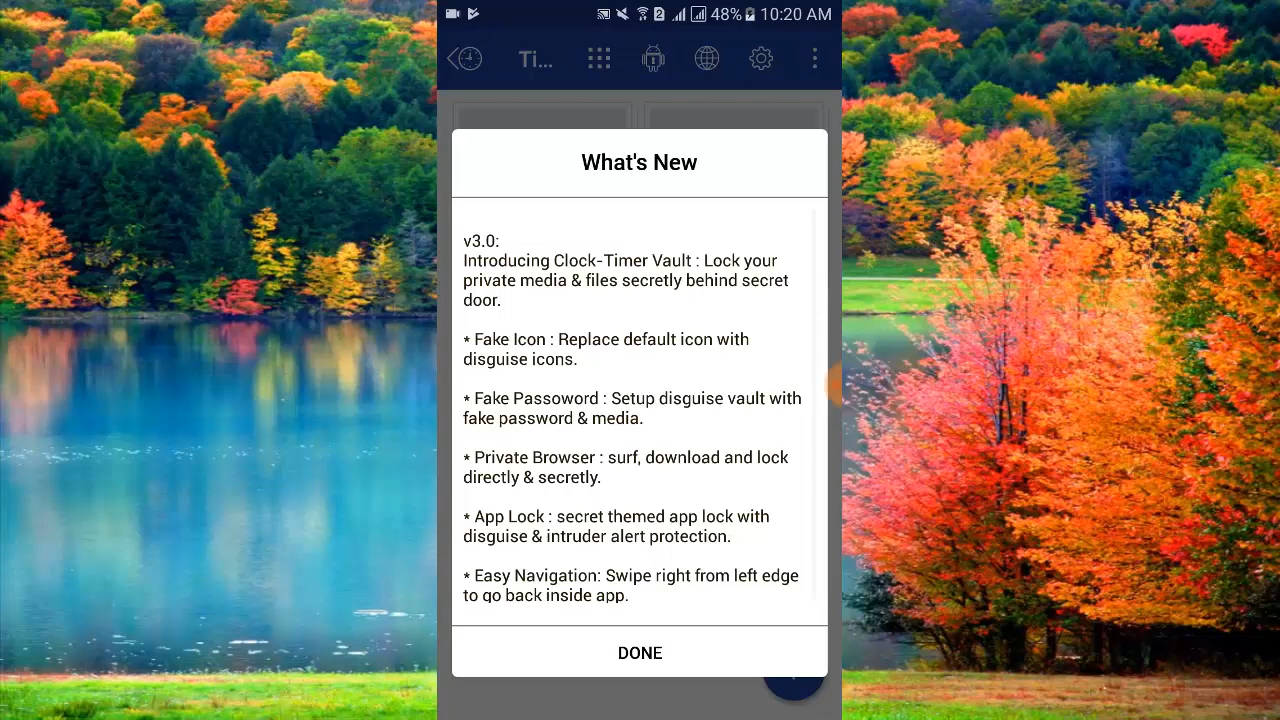 48% 10:20 AM
Ti...
What's New
v3.0:
Introducing Clock-Timer Vault : Lock your
private media & files secretly behind secret
door.
* Fake Icon : Replace default icon with
disguise icons.
* Fake Passoword : Setup disguise vault with
fake password & media.
* Private Browser : surf, download and lock
directly & secretly.
* App Lock : secret themed app lock with
disguise & intruder alert protection.
* Easy Navigation: Swipe right from left edge
to go back inside app.
DONE